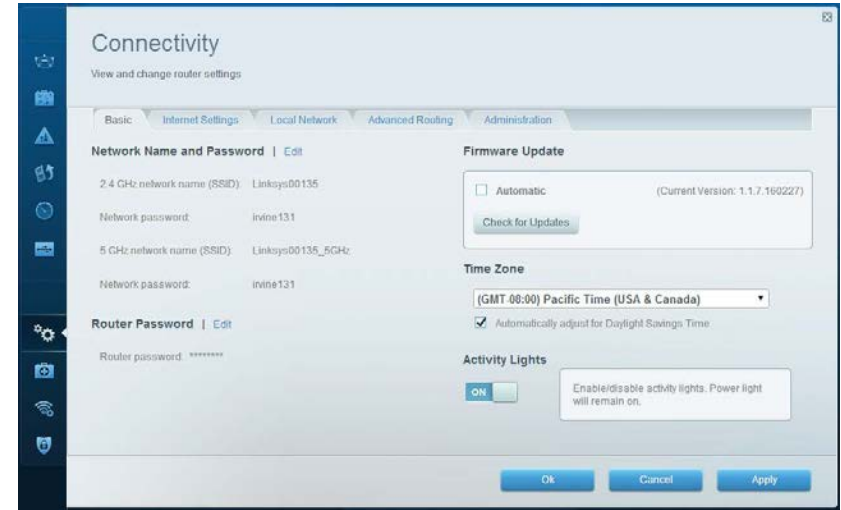 Connectivity
View and change router settings
Basic Internet Settings Local Network Advanced Routing Administration
Network Name and Password | Edit
2.4 GHz network name (SSID): Linksys00135
Network password: irvine131
5 GHz network name (SSID): Linksys00135_5GHz
Network password: irvine131
Router Password | Edit
Router password: ********
Firmware Update
Automatic (Current Version: 1.1.7.160227)
Check for Updates
Time Zone
(GMT-08:00) Pacific Time (USA & Canada)
Automatically adjust for Daylight Savings Time
Activity Lights
ON
Enable/disable activity lights. Power light
will remain on.
Ok Cancel Apply